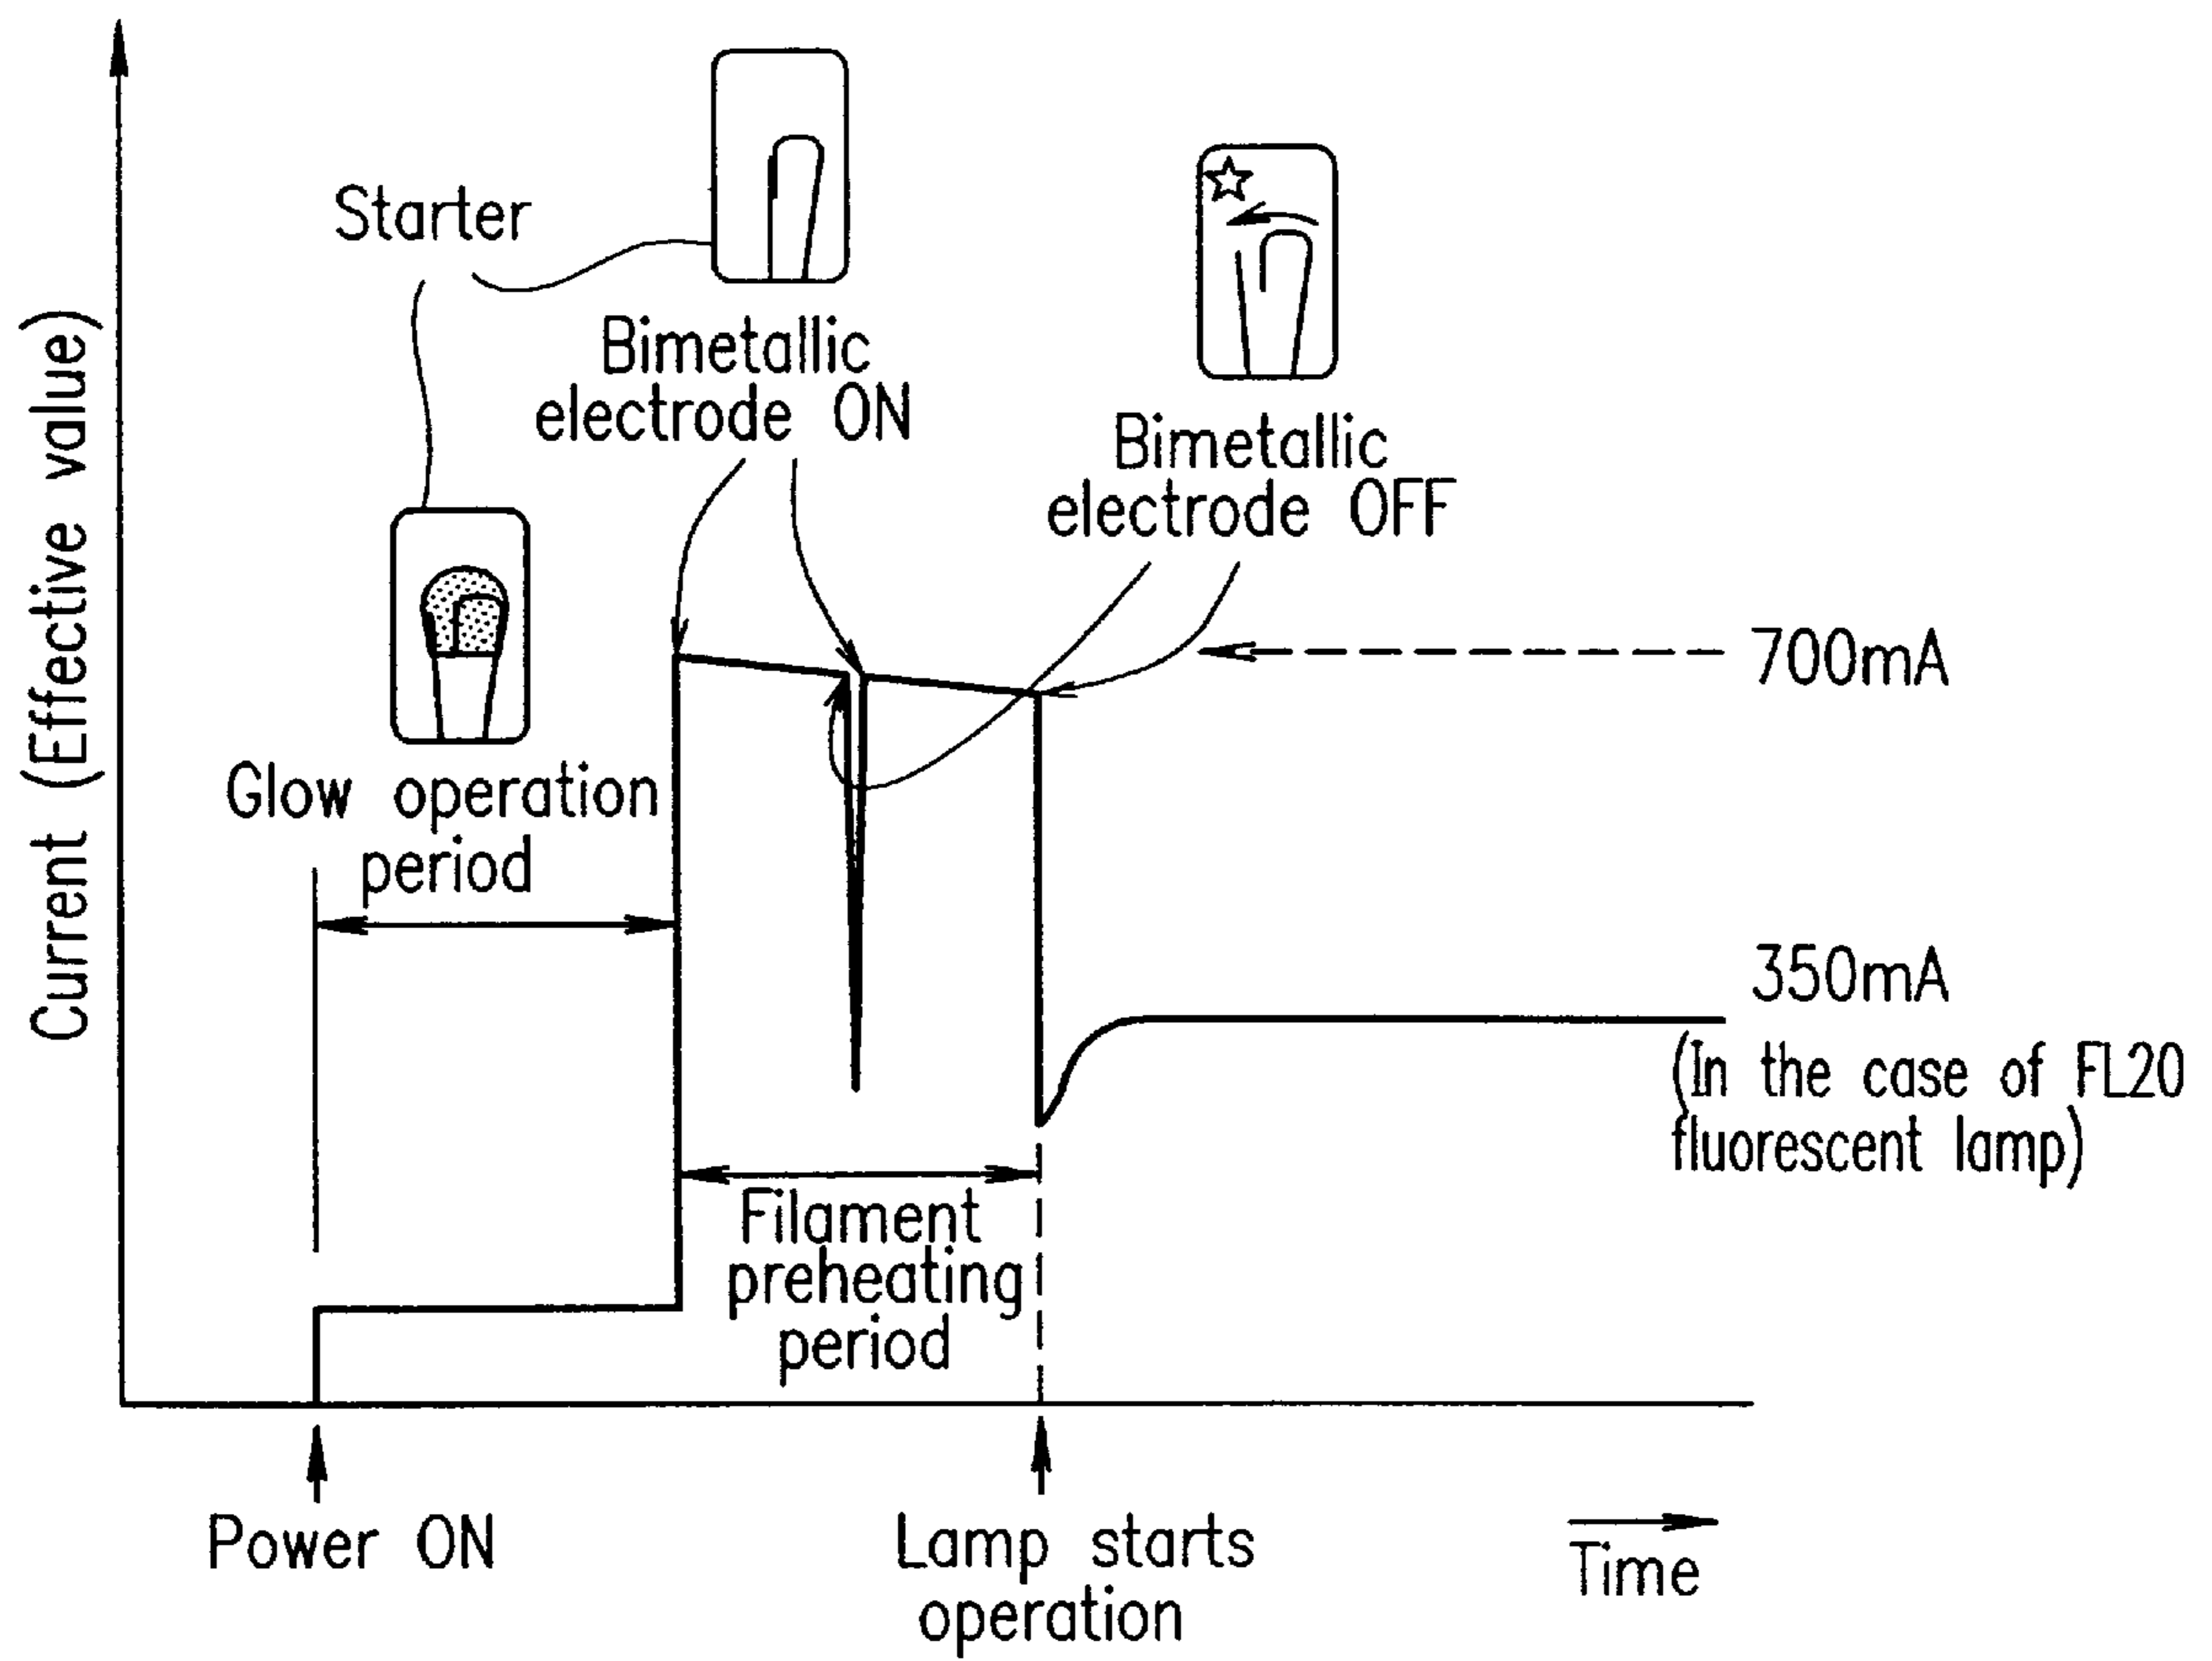 Starter
Bimetallic
electrode ON
Bimetallic
electrode OFF
Current (Effective value)
700mA
Glow operation
period
350mA
(In the case of FL20
fluorescent lamp)
Filament
preheating
period
Power ON
Lamp starts
operation
Time